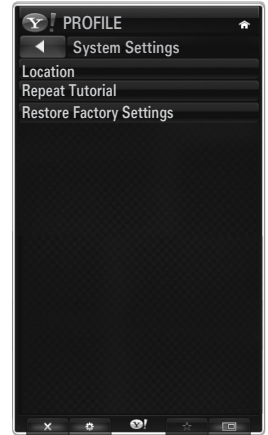 Y! PROFILE
System Settings
Location
Repeat Tutorial
Restore Factory Settings
Y!